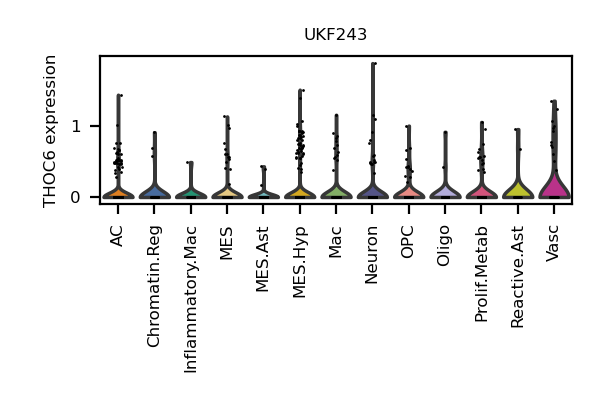 UKF243
THOC6 expression
1
0
AC
Chromatin.Reg
Inflammatory.Mac
MES
MES.Ast
MES.Hyp
Mac
Neuron
OPC
Oligo
Prolif.Metab
Reactive.Ast
Vasc